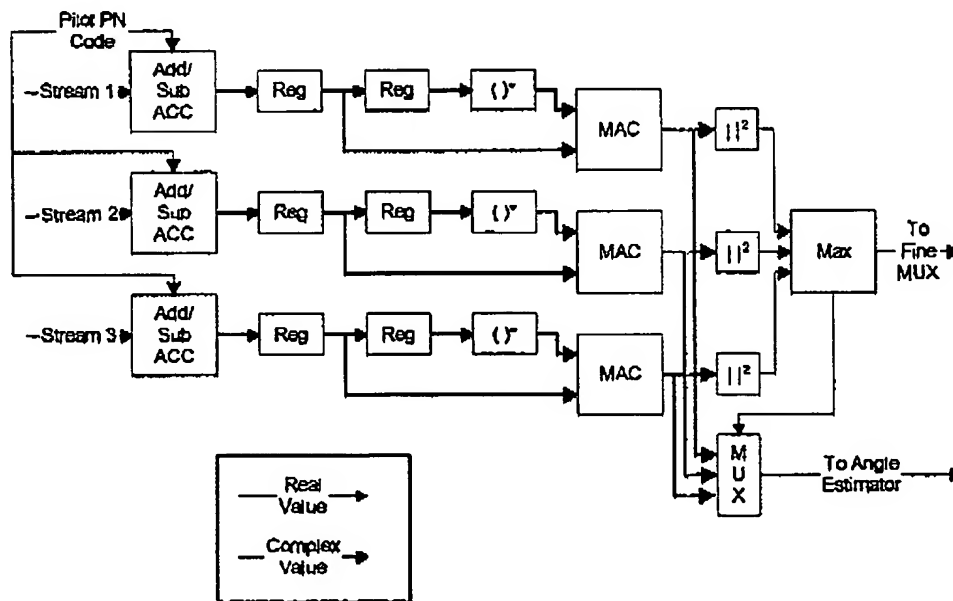 Pilot PN
Code
Stream 1
Add/
Sub
ACC
Reg
Reg
( )*
MAC
| |²
Stream 2
Add/
Sub
ACC
Reg
Reg
( )*
MAC
| |²
Max
To
Fine
MUX
Stream 3
Add/
Sub
ACC
Reg
Reg
( )*
MAC
| |²
M
U
X
To Angle
Estimator
Real
Value
Complex
Value